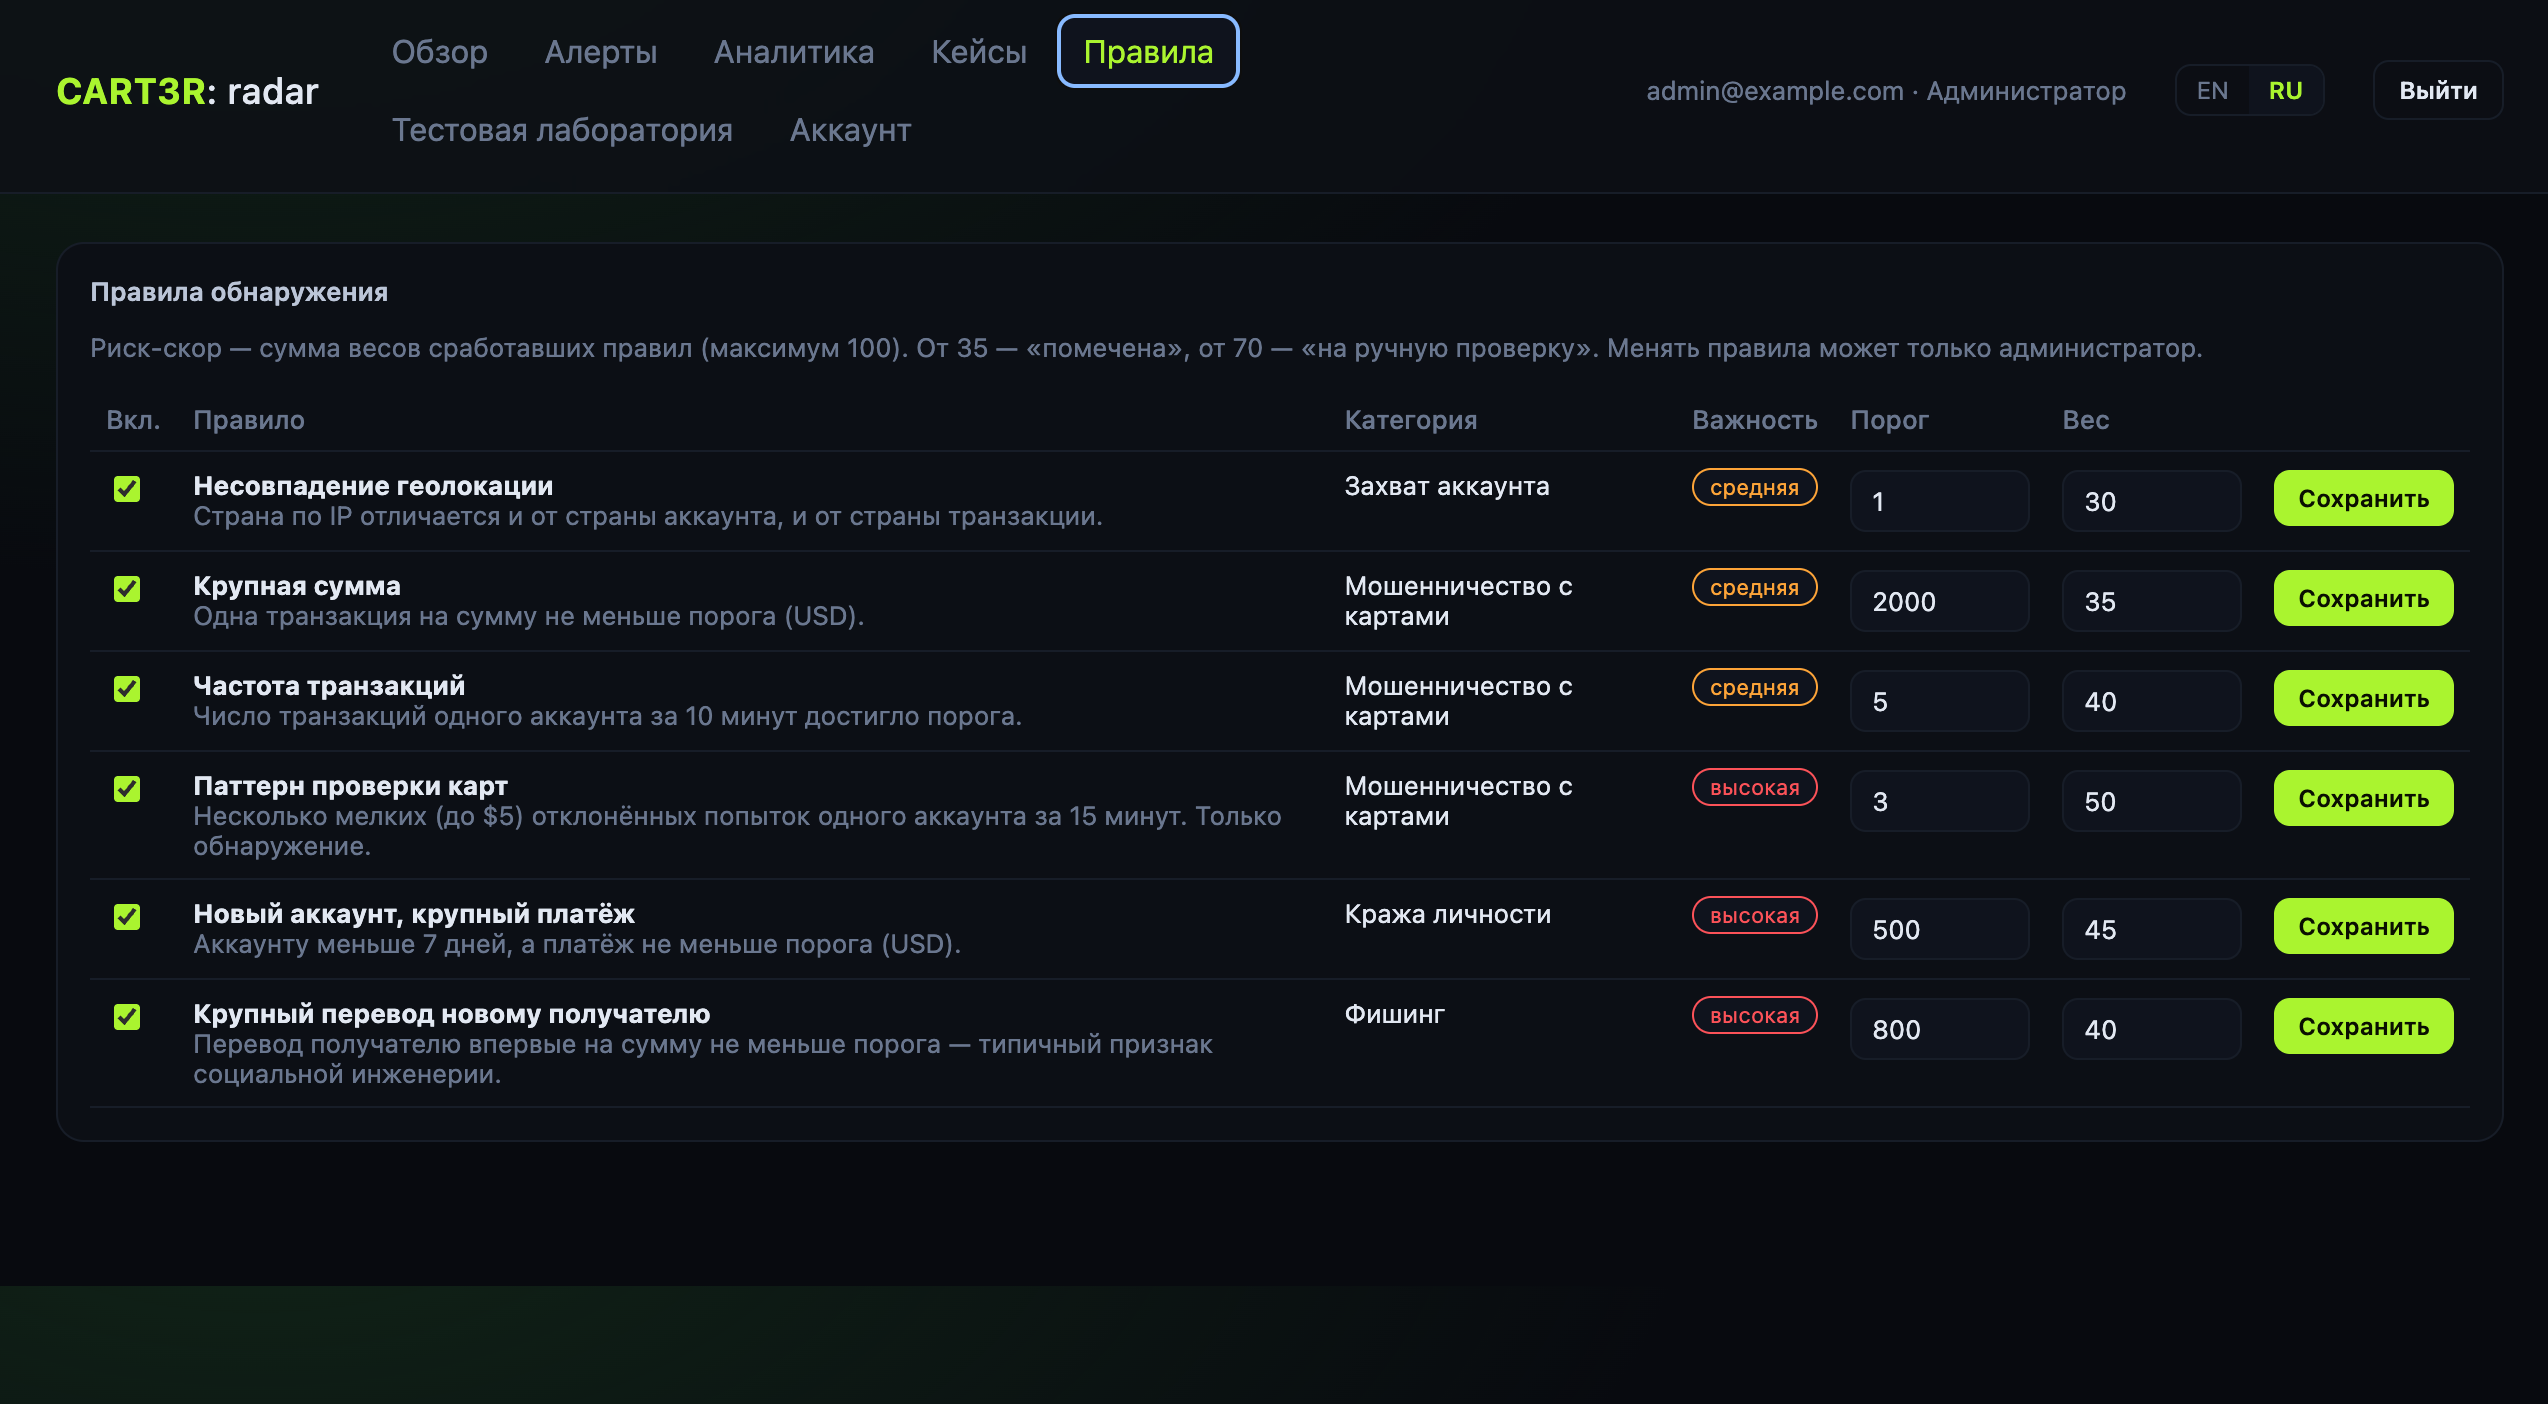 CART3R: radar
Обзор Алерты Аналитика Кейсы Правила
Тестовая лаборатория Аккаунт
admin@example.com · Администратор
EN RU
Выйти
Правила обнаружения
Риск-скор — сумма весов сработавших правил (максимум 100). От 35 — «помечена», от 70 — «на ручную проверку». Менять правила может только администратор.
Вкл. Правило Категория Важность Порог Вес
Несовпадение геолокации
Страна по IP отличается и от страны аккаунта, и от страны транзакции.
Захват аккаунта
средняя 1 30 Сохранить
Крупная сумма
Одна транзакция на сумму не меньше порога (USD).
Мошенничество с
картами
средняя 2000 35 Сохранить
Частота транзакций
Число транзакций одного аккаунта за 10 минут достигло порога.
Мошенничество с
картами
средняя 5 40 Сохранить
Паттерн проверки карт
Несколько мелких (до $5) отклонённых попыток одного аккаунта за 15 минут. Только
обнаружение.
Мошенничество с
картами
высокая 3 50 Сохранить
Новый аккаунт, крупный платёж
Аккаунту меньше 7 дней, а платёж не меньше порога (USD).
Кража личности
высокая 500 45 Сохранить
Крупный перевод новому получателю
Перевод получателю впервые на сумму не меньше порога — типичный признак
социальной инженерии.
Фишинг
высокая 800 40 Сохранить